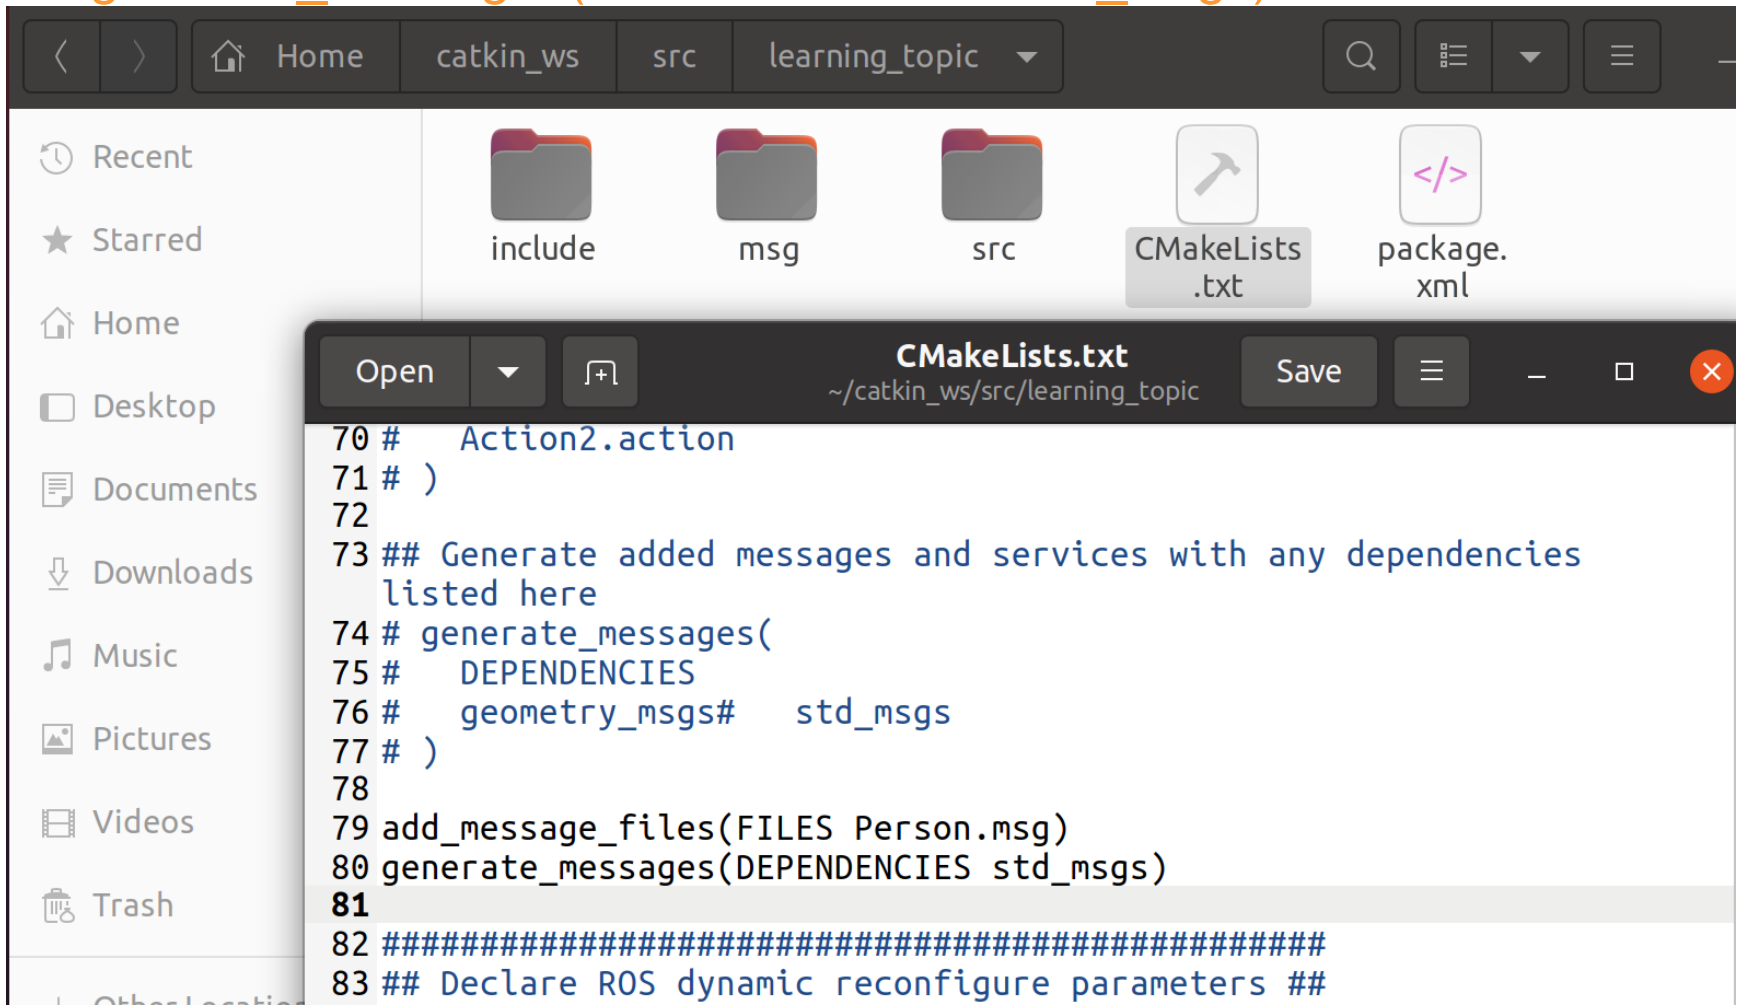 Home catkin_ws src learning_topic
Recent
Starred
Home
Desktop
Documents
Downloads
Music
Pictures
Videos
Trash
include msg src CMakeLists package.
.txt xml
Open CMakeLists.txt Save
~/catkin_ws/src/learning_topic
70 #   Action2.action
71 # )
72
73 ## Generate added messages and services with any dependencies
listed here
74 # generate_messages(
75 #   DEPENDENCIES
76 #   geometry_msgs#   std_msgs
77 # )
78
79 add_message_files(FILES Person.msg)
80 generate_messages(DEPENDENCIES std_msgs)
81
82 ################################################
83 ## Declare ROS dynamic reconfigure parameters ##